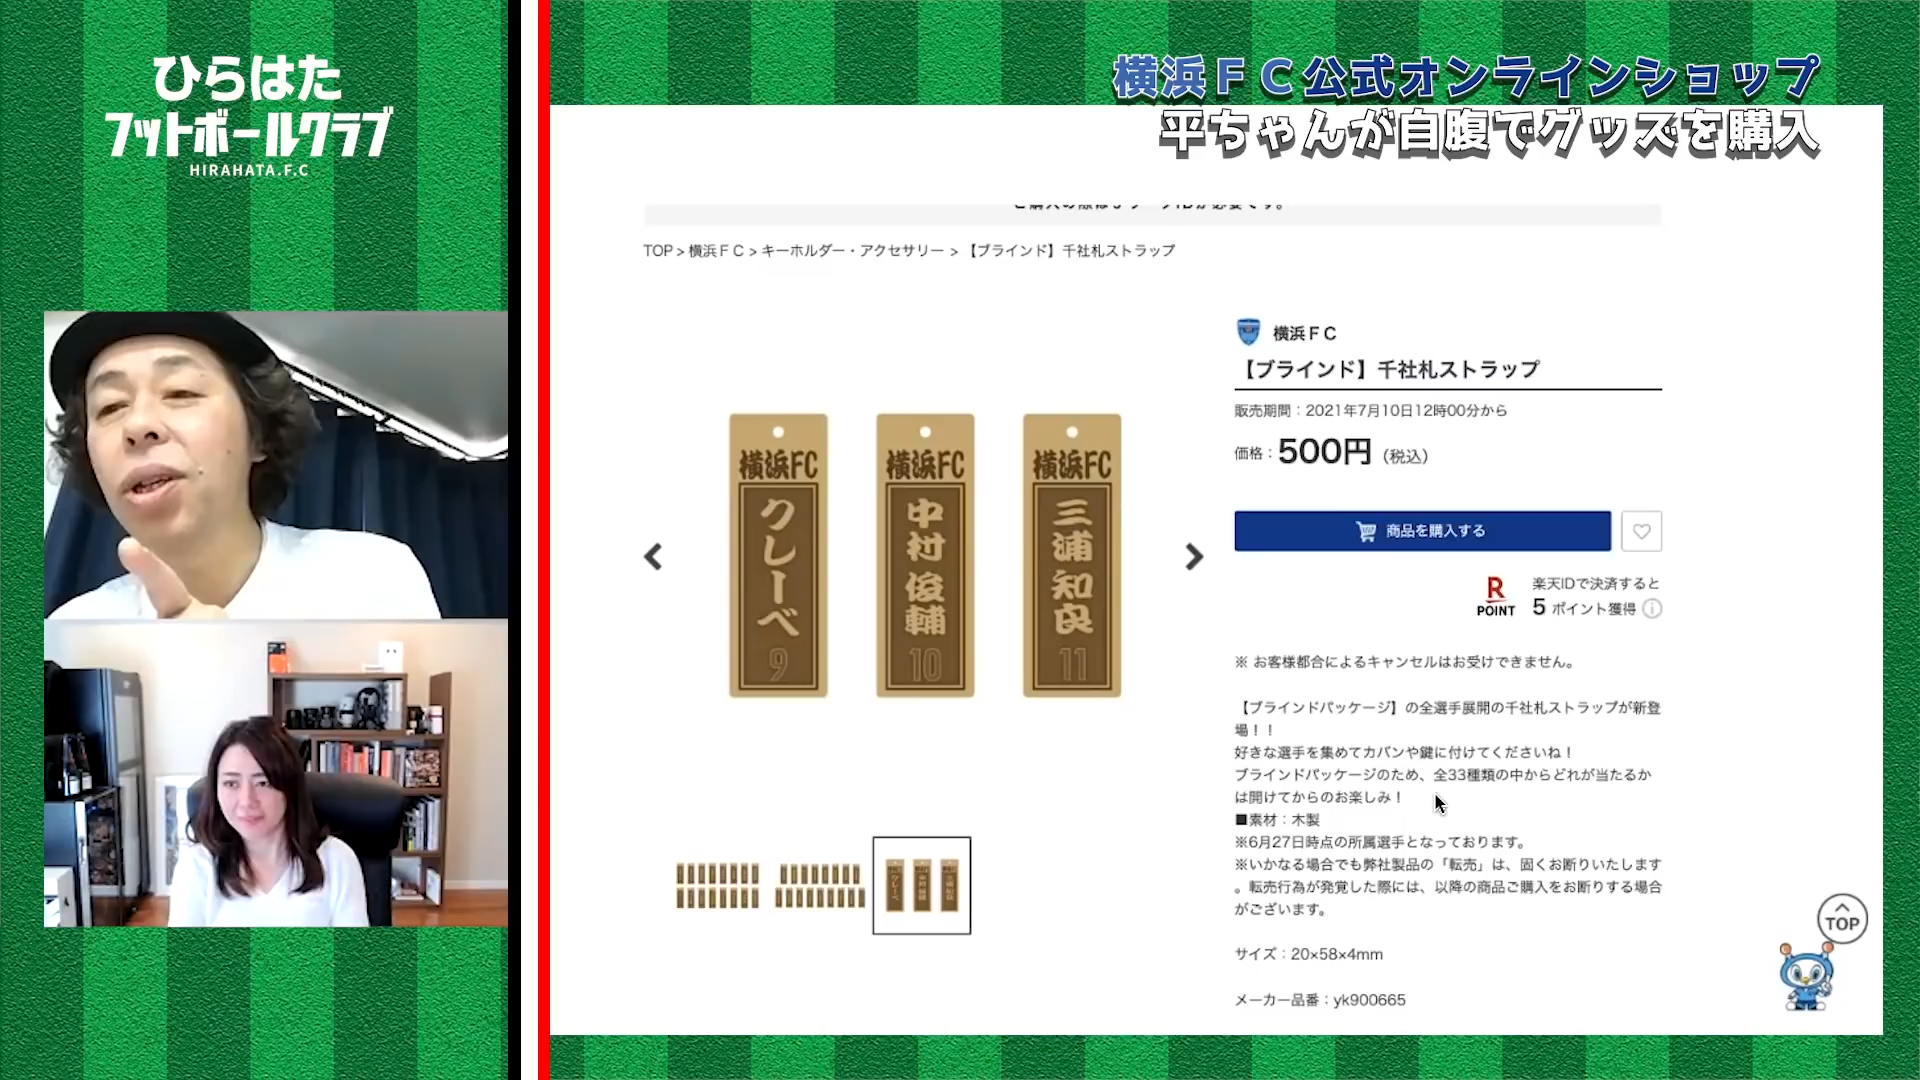 ひらはた
フットボールクラブ
HIRAHATA.F.C
横浜ＦＣ公式オンラインショップ
平ちゃんが自腹でグッズを購入
TOP > 横浜ＦＣ > キーホルダー・アクセサリー > 【ブラインド】千社札ストラップ
横浜FC
クレーベ
9
横浜FC
中村俊輔
10
横浜FC
三浦知良
11
横浜ＦＣ
【ブラインド】千社札ストラップ
販売期間：2021年7月10日12時00分から
価格：500円（税込）
商品を購入する
R
POINT
楽天IDで決済すると
5 ポイント獲得
※ お客様都合によるキャンセルはお受けできません。
【ブラインドパッケージ】の全選手展開の千社札ストラップが新登
場！！
好きな選手を集めてカバンや鍵に付けてくださいね！
ブラインドパッケージのため、全33種類の中からどれが当たるか
は開けてからのお楽しみ！
■素材：木製
※6月27日時点の所属選手となっております。
※いかなる場合でも弊社製品の「転売」は、固くお断りいたします
。転売行為が発覚した際には、以降の商品ご購入をお断りする場合
がございます。
サイズ：20×58×4mm
メーカー品番：yk900665
TOP